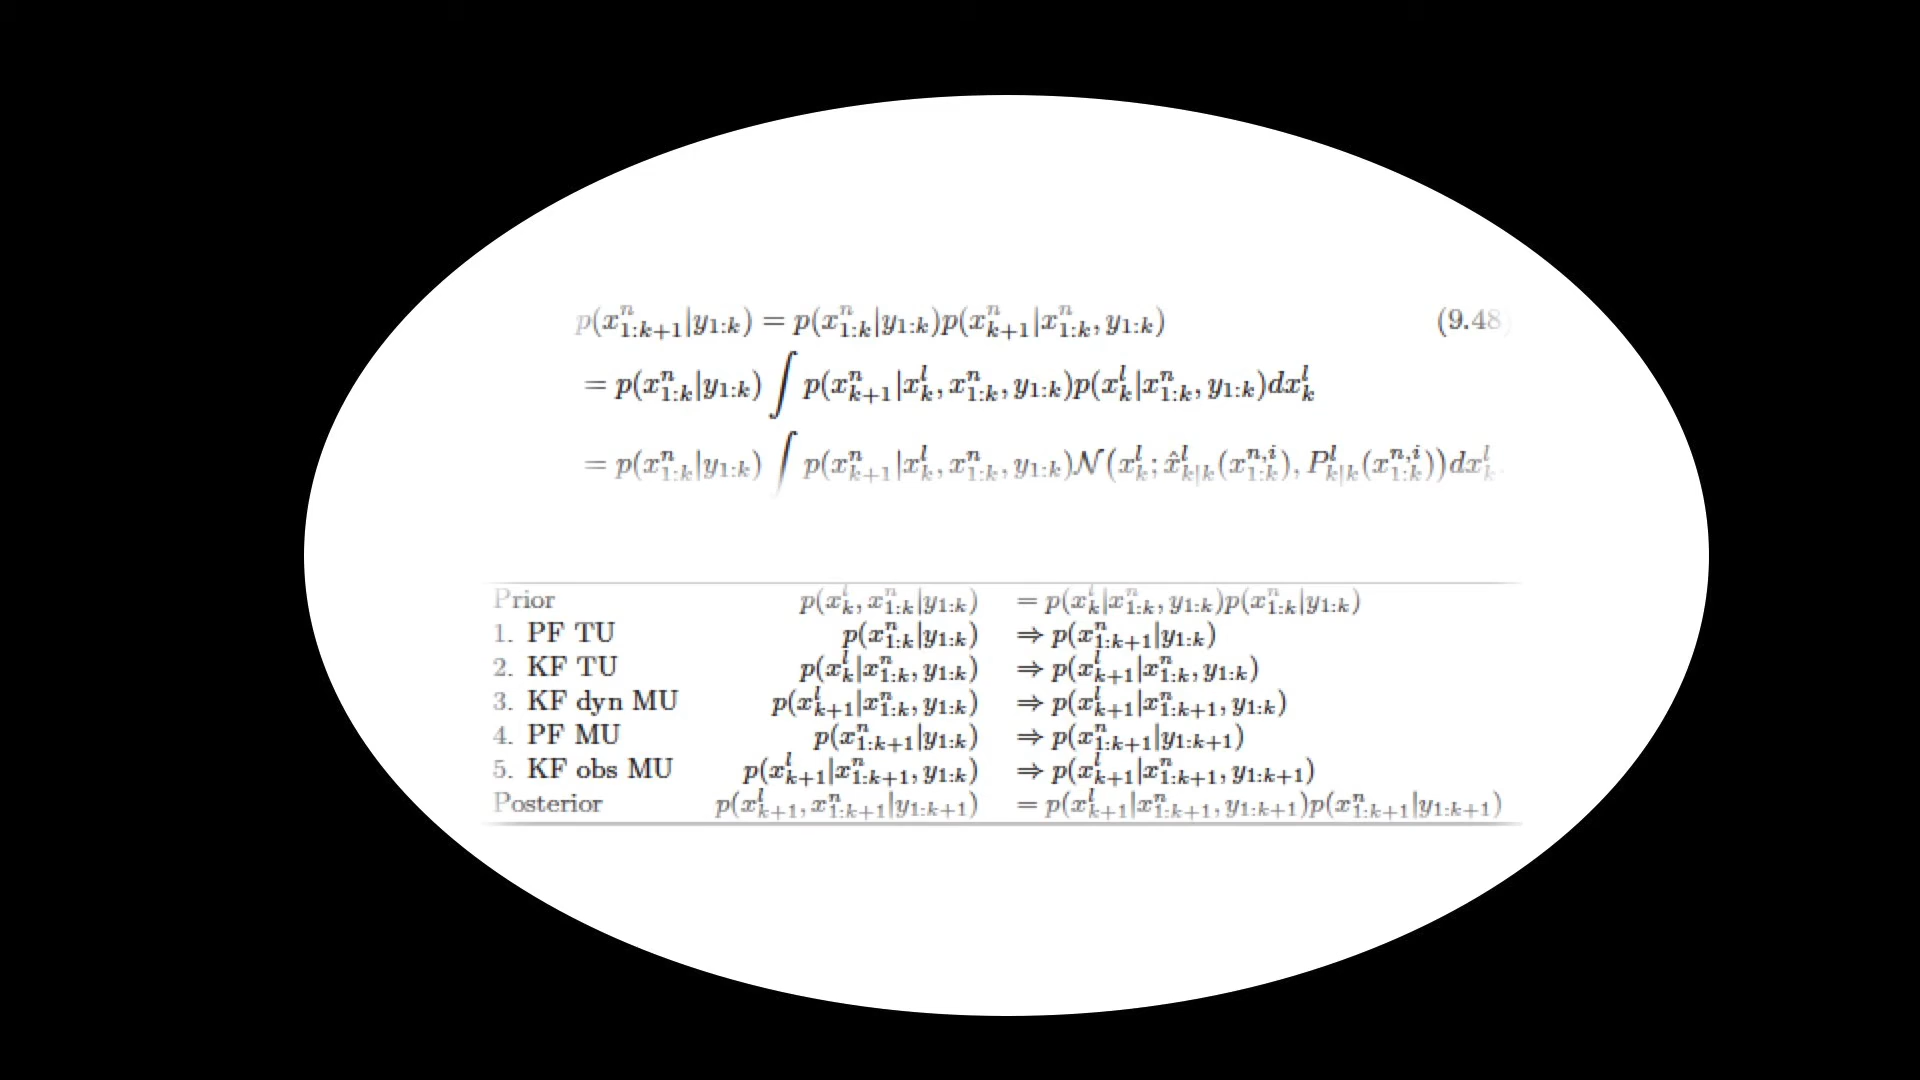 p(x^n_{1:k+1}|y_{1:k}) = p(x^n_{1:k}|y_{1:k})p(x^n_{k+1}|x^n_{1:k}, y_{1:k}) (9.48)
= p(x^n_{1:k}|y_{1:k}) ∫ p(x^n_{k+1}|x^l_k, x^n_{1:k}, y_{1:k})p(x^l_k|x^n_{1:k}, y_{1:k})dx^l_k
= p(x^n_{1:k}|y_{1:k}) ∫ p(x^n_{k+1}|x^l_k, x^n_{1:k}, y_{1:k})𝒩(x^l_k; x̂^l_{k|k}(x^{n,i}_{1:k}), P^l_{k|k}(x^{n,i}_{1:k}))dx^l_k.
Prior p(x^l_k, x^n_{1:k}|y_{1:k}) = p(x^l_k|x^n_{1:k}, y_{1:k})p(x^n_{1:k}|y_{1:k})
1. PF TU p(x^n_{1:k}|y_{1:k}) ⇒ p(x^n_{1:k+1}|y_{1:k})
2. KF TU p(x^l_k|x^n_{1:k}, y_{1:k}) ⇒ p(x^l_{k+1}|x^n_{1:k}, y_{1:k})
3. KF dyn MU p(x^l_{k+1}|x^n_{1:k}, y_{1:k}) ⇒ p(x^l_{k+1}|x^n_{1:k+1}, y_{1:k})
4. PF MU p(x^n_{1:k+1}|y_{1:k}) ⇒ p(x^n_{1:k+1}|y_{1:k+1})
5. KF obs MU p(x^l_{k+1}|x^n_{1:k+1}, y_{1:k}) ⇒ p(x^l_{k+1}|x^n_{1:k+1}, y_{1:k+1})
Posterior p(x^l_{k+1}, x^n_{1:k+1}|y_{1:k+1}) = p(x^l_{k+1}|x^n_{1:k+1}, y_{1:k+1})p(x^n_{1:k+1}|y_{1:k+1})